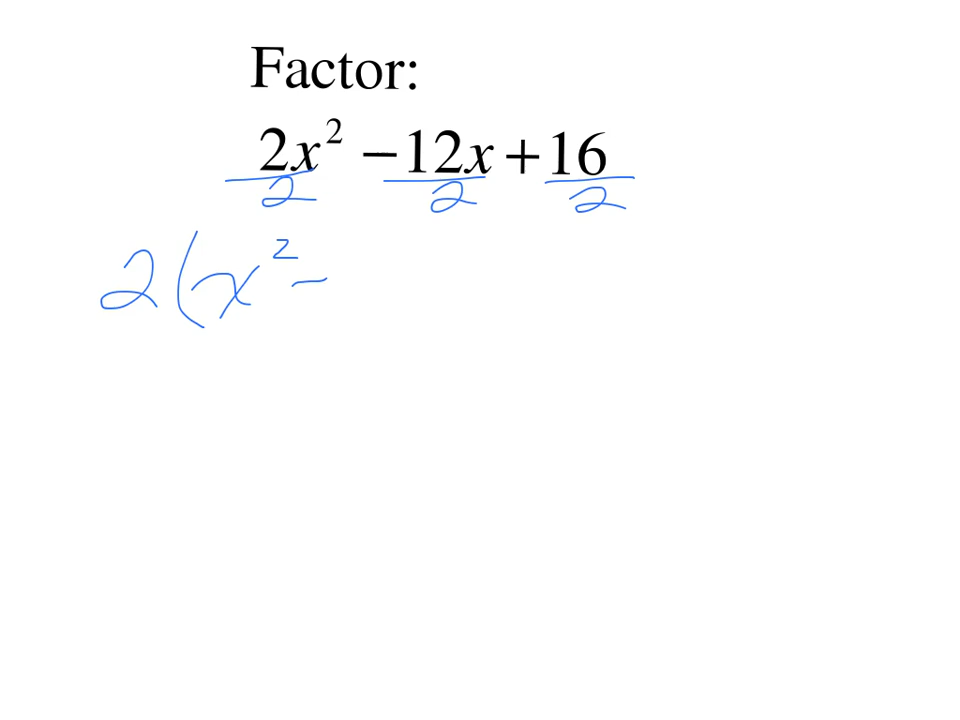 Factor:
2x² − 12x + 16
2 2 2
2(x² −